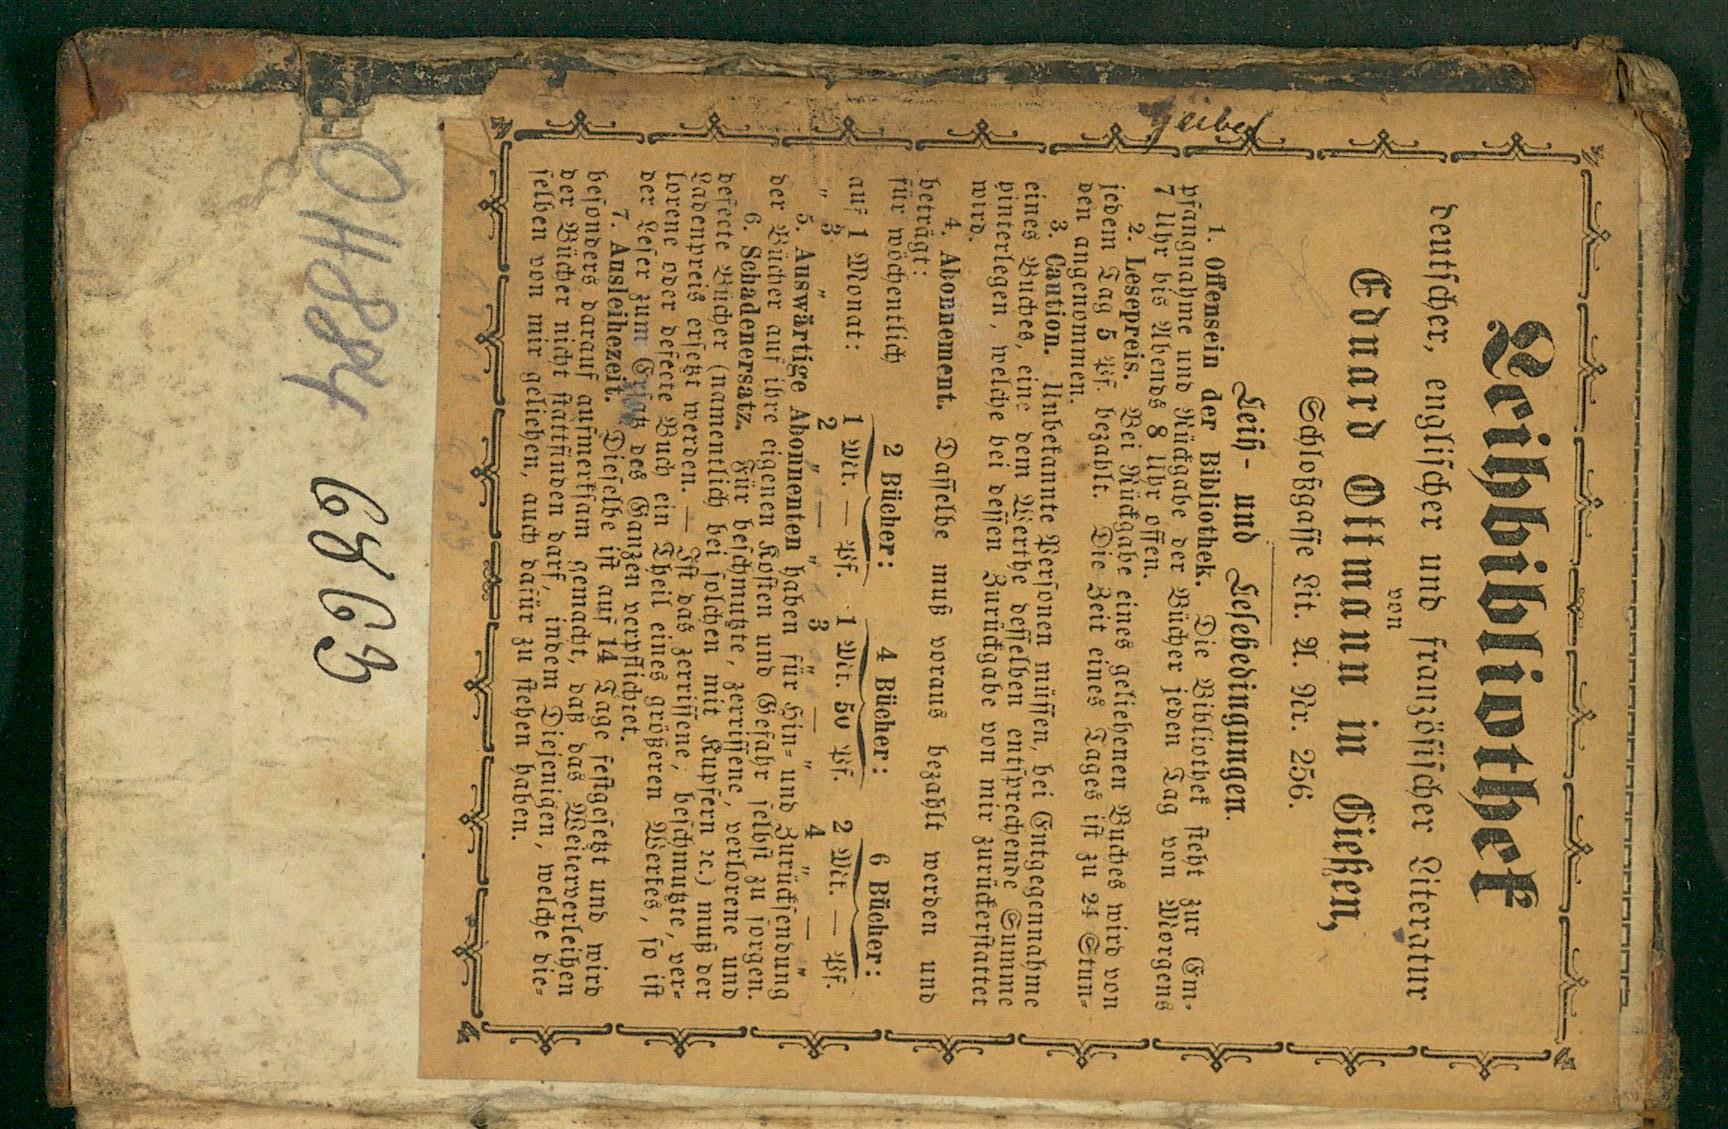 Geibel
Leihbibliothek
deutscher, englischer und französischer Literatur
von
Eduard Ottmann in Gießen,
Schloßgasse Lit. A. Nr. 256.
Leih- und Lesebedingungen.
1. Offensein der Bibliothek. Die Bibliothek steht zur Em-
pfangnahme und Rückgabe der Bücher jeden Tag von Morgens
7 Uhr bis Abends 8 Uhr offen.
2. Lesepreis. Bei Rückgabe eines geliehenen Buches wird von
jedem Tag 5 Pf. bezahlt. Die Zeit eines Tages ist zu 24 Stun-
den angenommen.
3. Caution. Unbekannte Personen müssen, bei Entgegennahme
eines Buches, eine dem Werthe desselben entsprechende Summe
hinterlegen, welche bei dessen Zurückgabe von mir zurückerstattet
wird.
4. Abonnement. Dasselbe muß voraus bezahlt werden und
beträgt:
für wöchentlich 2 Bücher: 4 Bücher: 6 Bücher:
auf 1 Monat: 1 Mk. — Pf. 1 Mk. 50 Pf. 2 Mk. — Pf.
" 3 " 2 " — " 3 " — " 4 " — "
5. Auswärtige Abonnenten haben für Hin- und Zurücksendung
der Bücher auf ihre eigenen Kosten und Gefahr selbst zu sorgen.
6. Schadenersatz. Für beschmutzte, zerrissene, verlorene und
defecte Bücher (namentlich bei solchen mit Kupfern ꝛc.) muß der
Ladenpreis ersetzt werden. — Ist das zerrissene, beschmutzte, ver-
lorene oder defecte Buch ein Theil eines größeren Werkes, so ist
der Leser zum Ersatz des Ganzen verpflichtet.
7. Ausleihezeit. Dieselbe ist auf 14 Tage festgesetzt und wird
besonders darauf aufmerksam gemacht, daß das Weiterverleihen
der Bücher nicht stattfinden darf, indem Diejenigen, welche die-
selben von mir geliehen, auch dafür zu stehen haben.